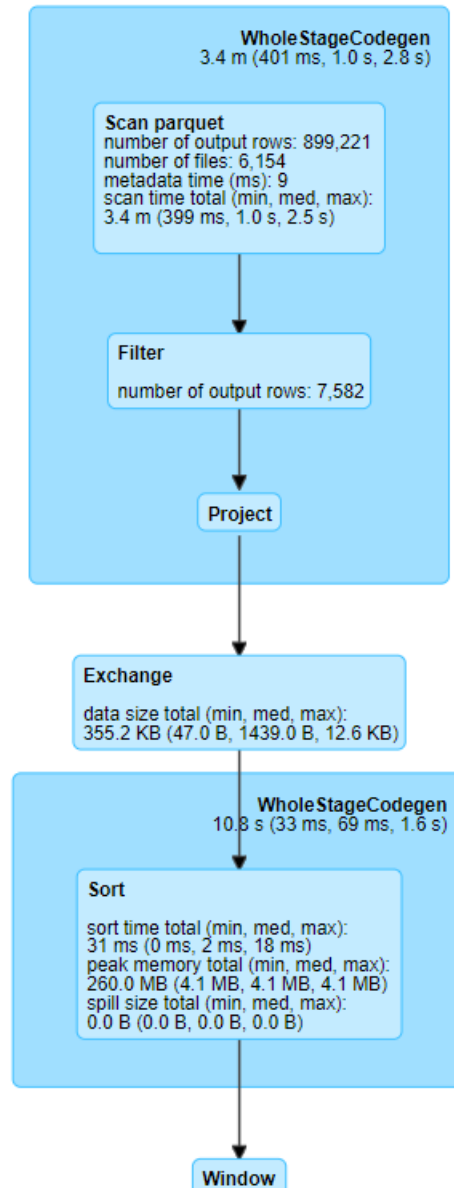 WholeStageCodegen
3.4 m (401 ms, 1.0 s, 2.8 s)
Scan parquet
number of output rows: 899,221
number of files: 6,154
metadata time (ms): 9
scan time total (min, med, max):
3.4 m (399 ms, 1.0 s, 2.5 s)
Filter
number of output rows: 7,582
Project
Exchange
data size total (min, med, max):
355.2 KB (47.0 B, 1439.0 B, 12.6 KB)
WholeStageCodegen
10.8 s (33 ms, 69 ms, 1.6 s)
Sort
sort time total (min, med, max):
31 ms (0 ms, 2 ms, 18 ms)
peak memory total (min, med, max):
260.0 MB (4.1 MB, 4.1 MB, 4.1 MB)
spill size total (min, med, max):
0.0 B (0.0 B, 0.0 B, 0.0 B)
Window